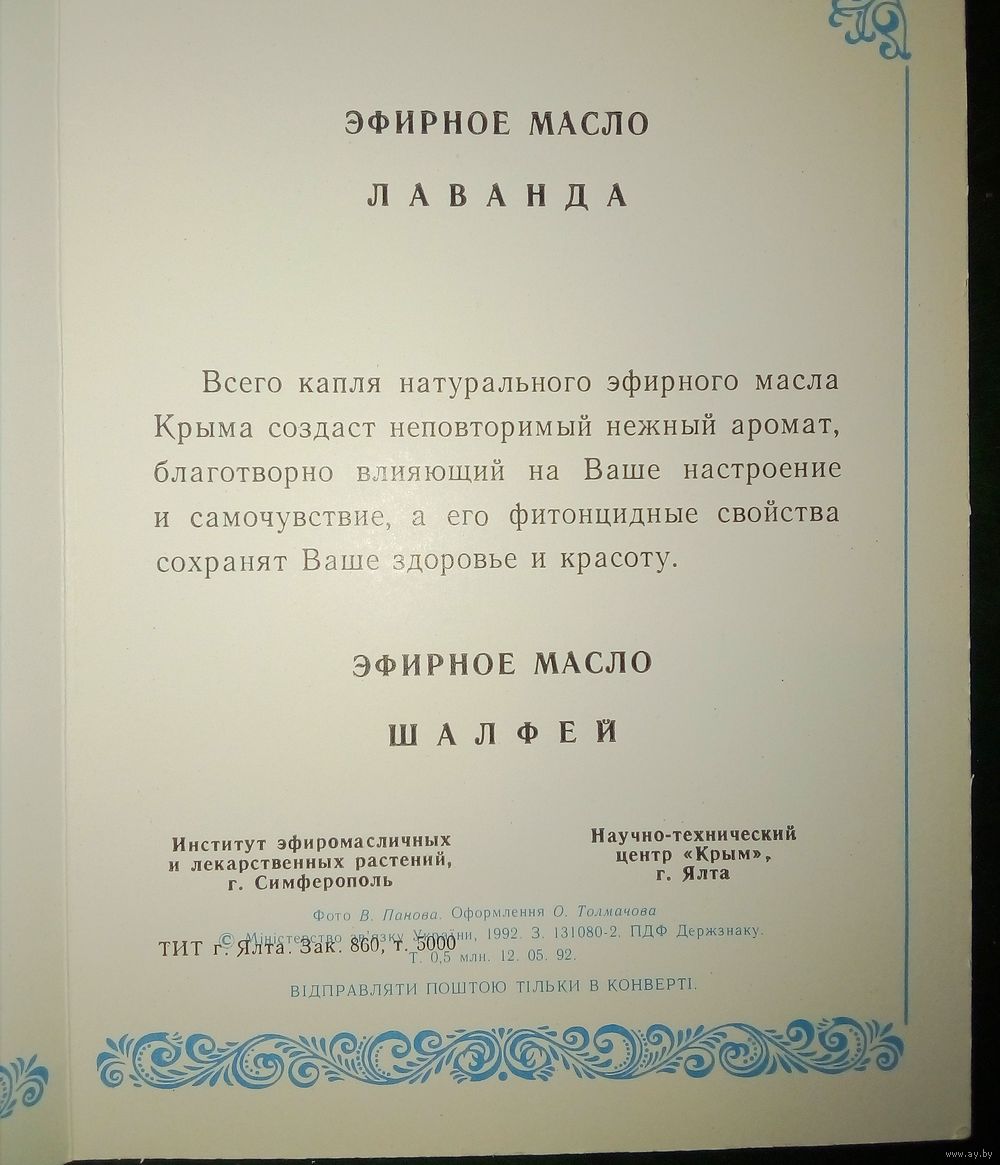 ЭФИРНОЕ МАСЛО
ЛАВАНДА
Всего капля натурального эфирного масла
Крыма создаст неповторимый нежный аромат,
благотворно влияющий на Ваше настроение
и самочувствие, а его фитонцидные свойства
сохранят Ваше здоровье и красоту.
ЭФИРНОЕ МАСЛО
ШАЛФЕЙ
Институт эфиромасличных
и лекарственных растений,
г. Симферополь
Научно-технический
центр «Крым»,
г. Ялта
Фото В. Панова. Оформлення О. Толмачова
© Міністерство зв'язку України, 1992. З. 131080-2. ПДФ Держзнаку.
ТИТ г. Ялта. Зак. 860, т. 5000
Т. 0,5 млн. 12. 05. 92.
ВІДПРАВЛЯТИ ПОШТОЮ ТІЛЬКИ В КОНВЕРТІ.
www.ay.by